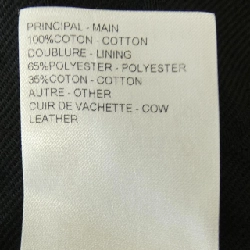 PRINCIPAL - MAIN
100%COTON - COTTON
DOUBLURE - LINING
65%POLYESTER - POLYESTER
35%COTON - COTTON
AUTRE - OTHER
CUIR DE VACHETTE - COW
LEATHER